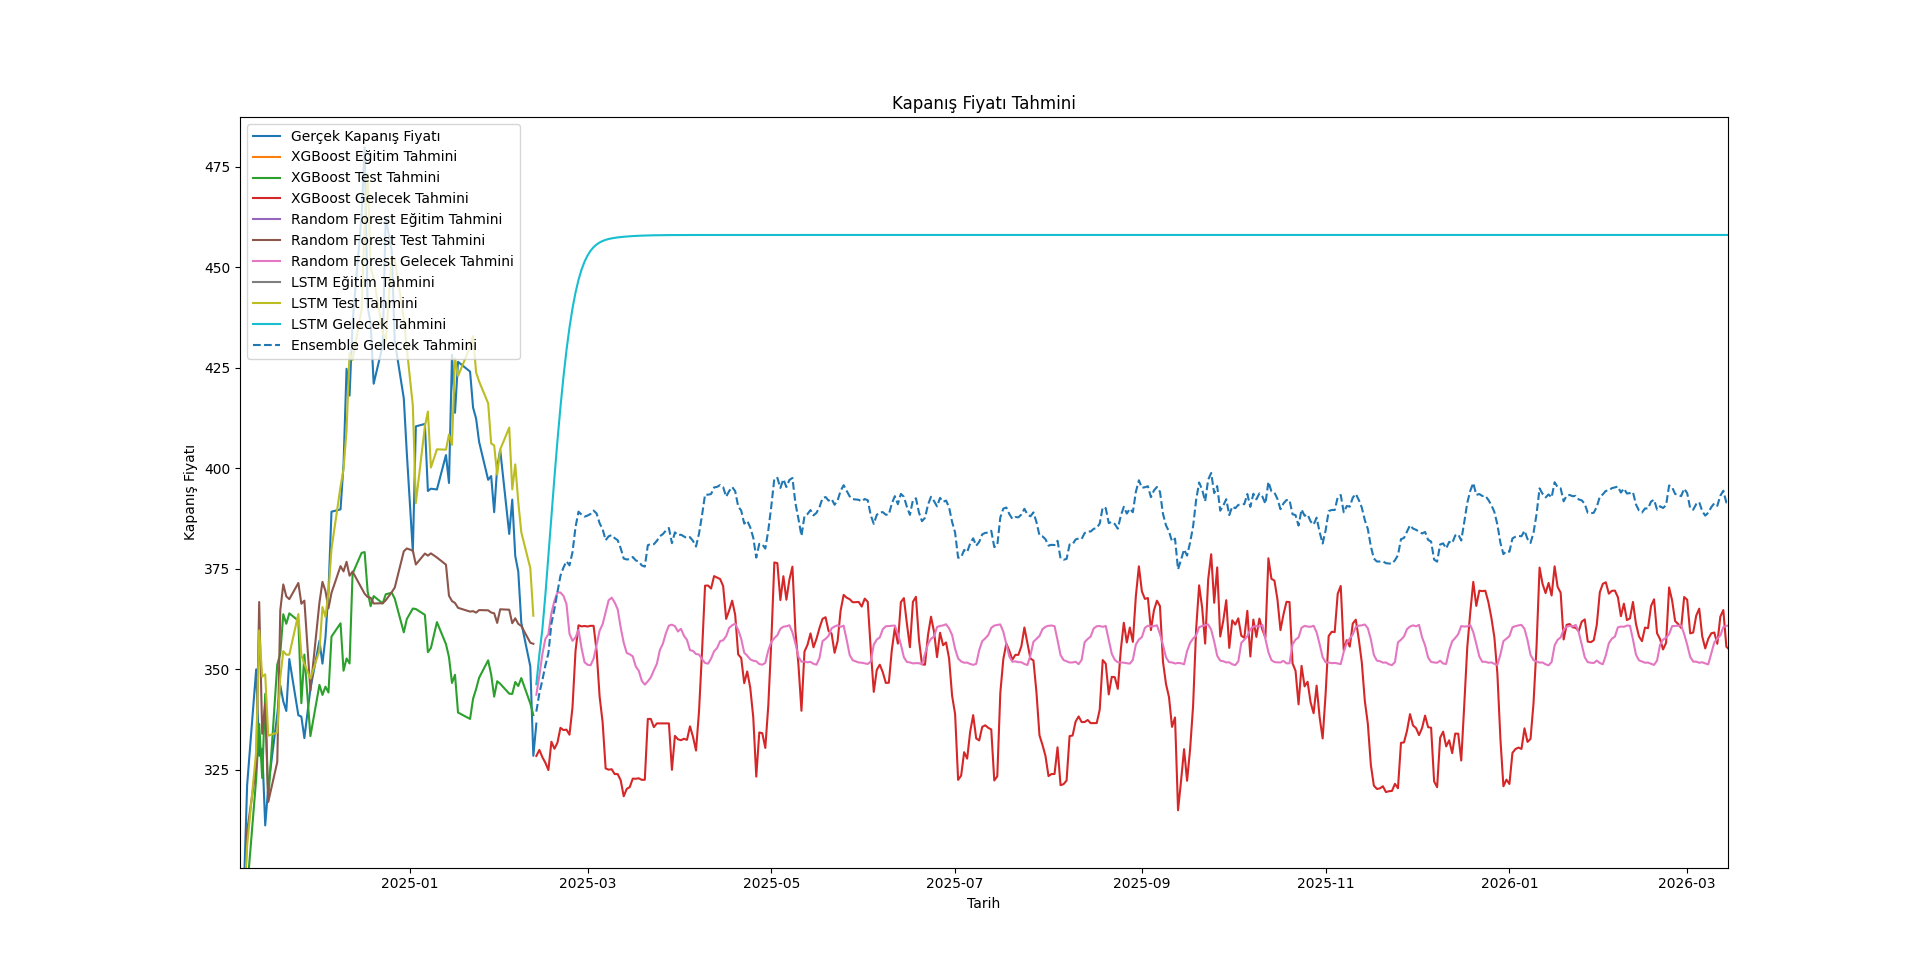 Kapanış Fiyatı Tahmini
Gerçek Kapanış Fiyatı
XGBoost Eğitim Tahmini
XGBoost Test Tahmini
XGBoost Gelecek Tahmini
Random Forest Eğitim Tahmini
Random Forest Test Tahmini
Random Forest Gelecek Tahmini
LSTM Eğitim Tahmini
LSTM Test Tahmini
LSTM Gelecek Tahmini
Ensemble Gelecek Tahmini
Kapanış Fiyatı
475
450
425
400
375
350
325
2025-01
2025-03
2025-05
2025-07
2025-09
2025-11
2026-01
2026-03
Tarih